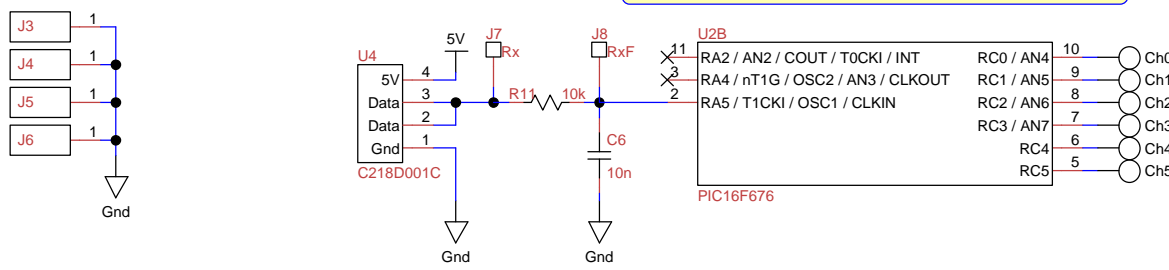 J3 1
J4 1
J5 1
J6 1
Gnd
U4
5V 4
Data 3
Data 2
Gnd 1
C218D001C
5V
Gnd
J7
Rx
R11 10k
J8
RxF
C6
10n
Gnd
U2B
11 RA2 / AN2 / COUT / T0CKI / INT RC0 / AN4 10 Ch0
3 RA4 / nT1G / OSC2 / AN3 / CLKOUT RC1 / AN5 9 Ch1
2 RA5 / T1CKI / OSC1 / CLKIN RC2 / AN6 8 Ch2
RC3 / AN7 7 Ch3
RC4 6 Ch4
RC5 5 Ch5
PIC16F676